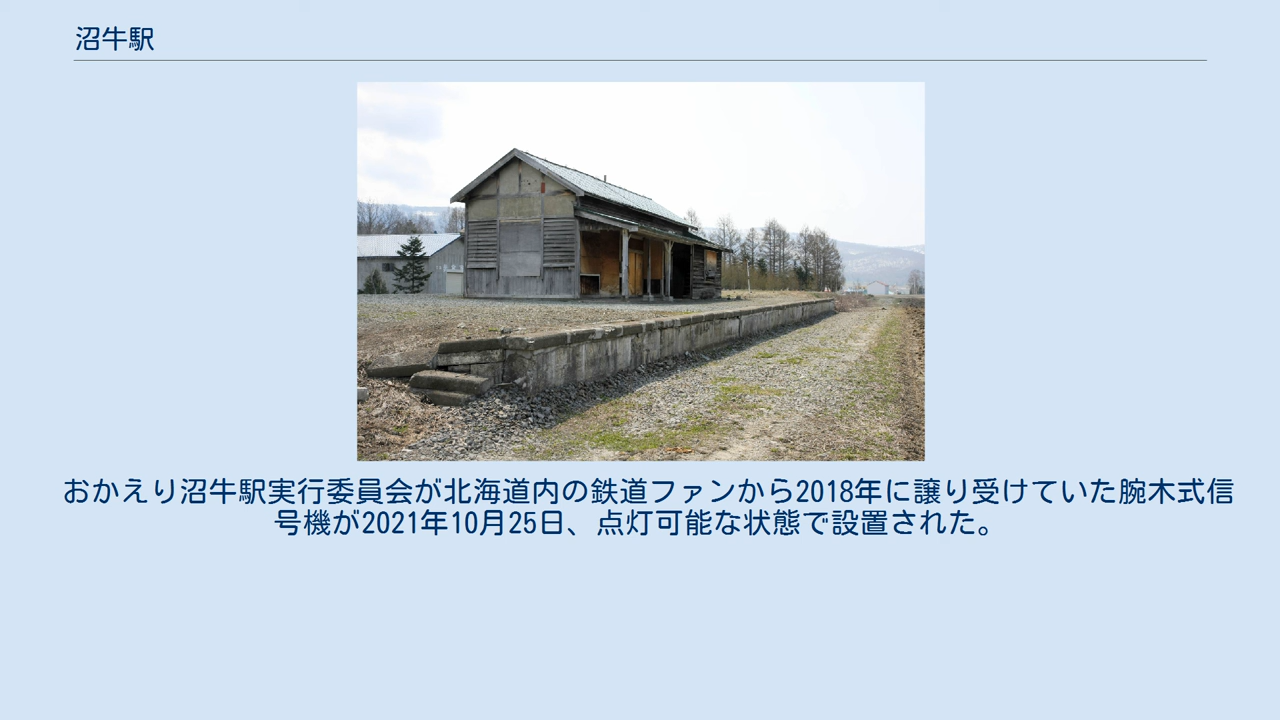 沼牛駅
おかえり沼牛駅実行委員会が北海道内の鉄道ファンから2018年に譲り受けていた腕木式信
号機が2021年10月25日、点灯可能な状態で設置された。